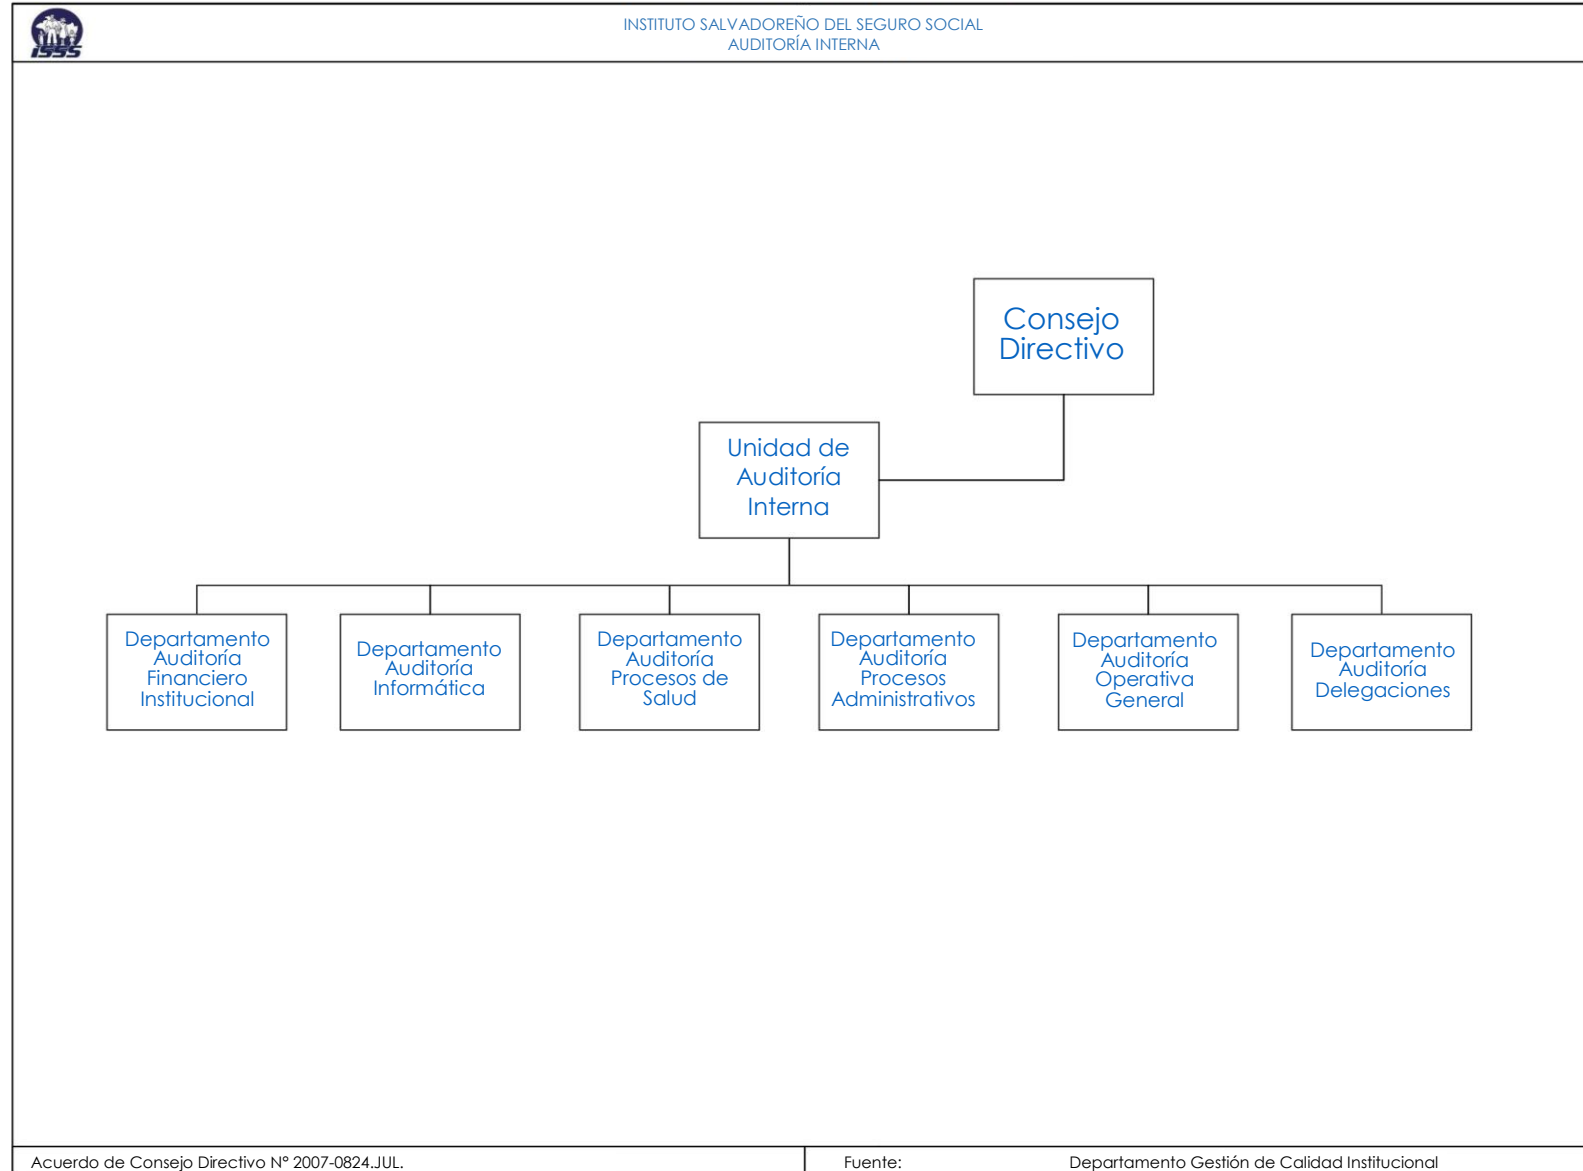 ISSS
INSTITUTO SALVADOREÑO DEL SEGURO SOCIAL
AUDITORÍA INTERNA
Consejo
Directivo
Unidad de
Auditoría
Interna
Departamento
Auditoría
Financiero
Institucional
Departamento
Auditoría
Informática
Departamento
Auditoría
Procesos de
Salud
Departamento
Auditoría
Procesos
Administrativos
Departamento
Auditoría
Operativa
General
Departamento
Auditoría
Delegaciones
Acuerdo de Consejo Directivo Nº 2007-0824.JUL.
Fuente: Departamento Gestión de Calidad Institucional